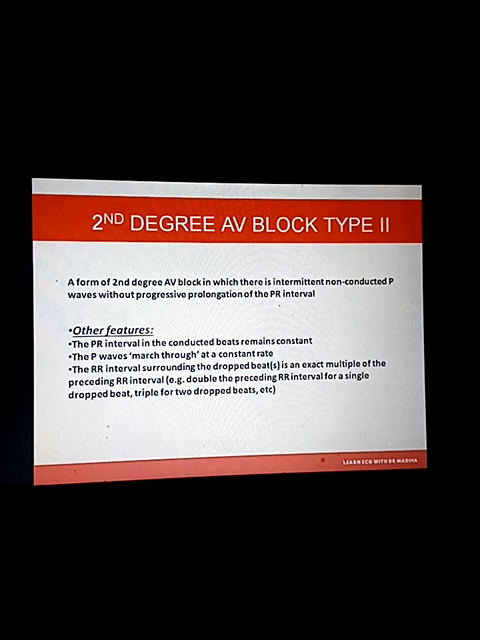 2ND DEGREE AV BLOCK TYPE II
A form of 2nd degree AV block in which there is intermittent non-conducted P
waves without progressive prolongation of the PR interval
•Other features:
•The PR interval in the conducted beats remains constant
•The P waves 'march through' at a constant rate
•The RR interval surrounding the dropped beat(s) is an exact multiple of the
preceding RR interval (e.g. double the preceding RR interval for a single
dropped beat, triple for two dropped beats, etc)
LEARN ECG WITH DR MADIHA